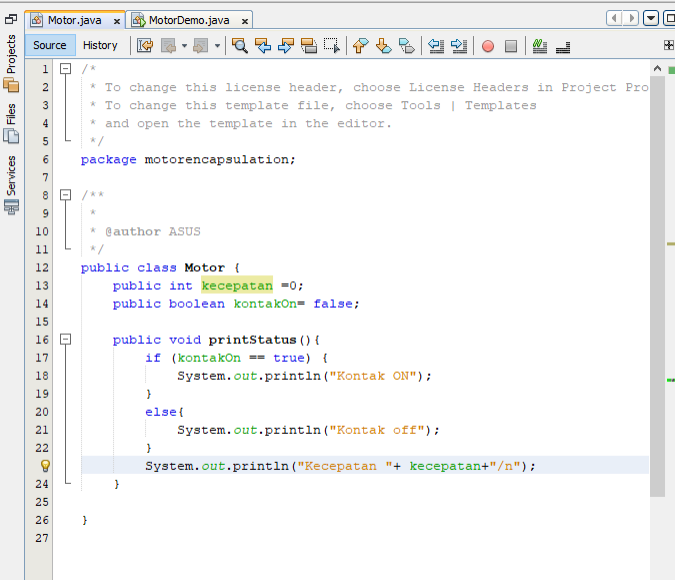 Motor.java x MotorDemo.java x
Source History
Projects
Files
Services
1 /*
2 * To change this license header, choose License Headers in Project Pro
3 * To change this template file, choose Tools | Templates
4 * and open the template in the editor.
5 */
6 package motorencapsulation;
7
8 /**
9 *
10 * @author ASUS
11 */
12 public class Motor {
13 public int kecepatan =0;
14 public boolean kontakOn= false;
15
16 public void printStatus(){
17 if (kontakOn == true) {
18 System.out.println("Kontak ON");
19 }
20 else{
21 System.out.println("Kontak off");
22 }
System.out.println("Kecepatan "+ kecepatan+"/n");
24 }
25
26 }
27